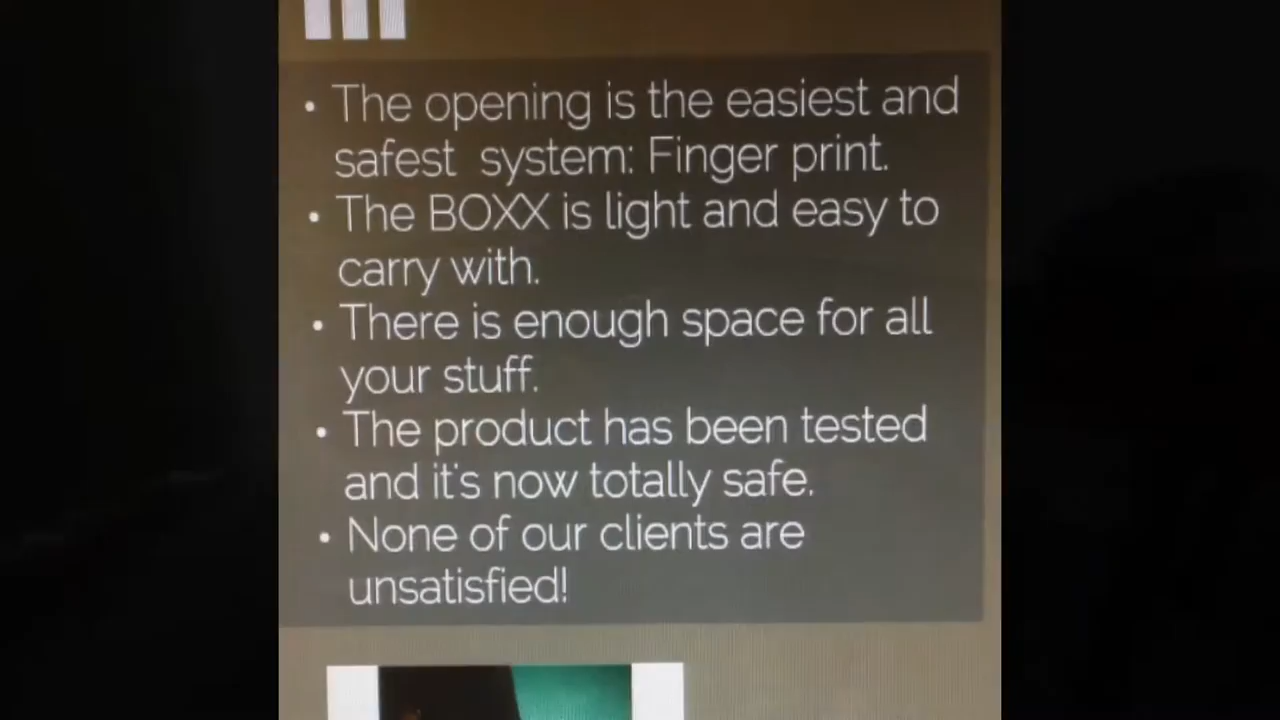 • The opening is the easiest and
safest system: Finger print.
• The BOXX is light and easy to
carry with.
• There is enough space for all
your stuff.
• The product has been tested
and it's now totally safe.
• None of our clients are
unsatisfied!